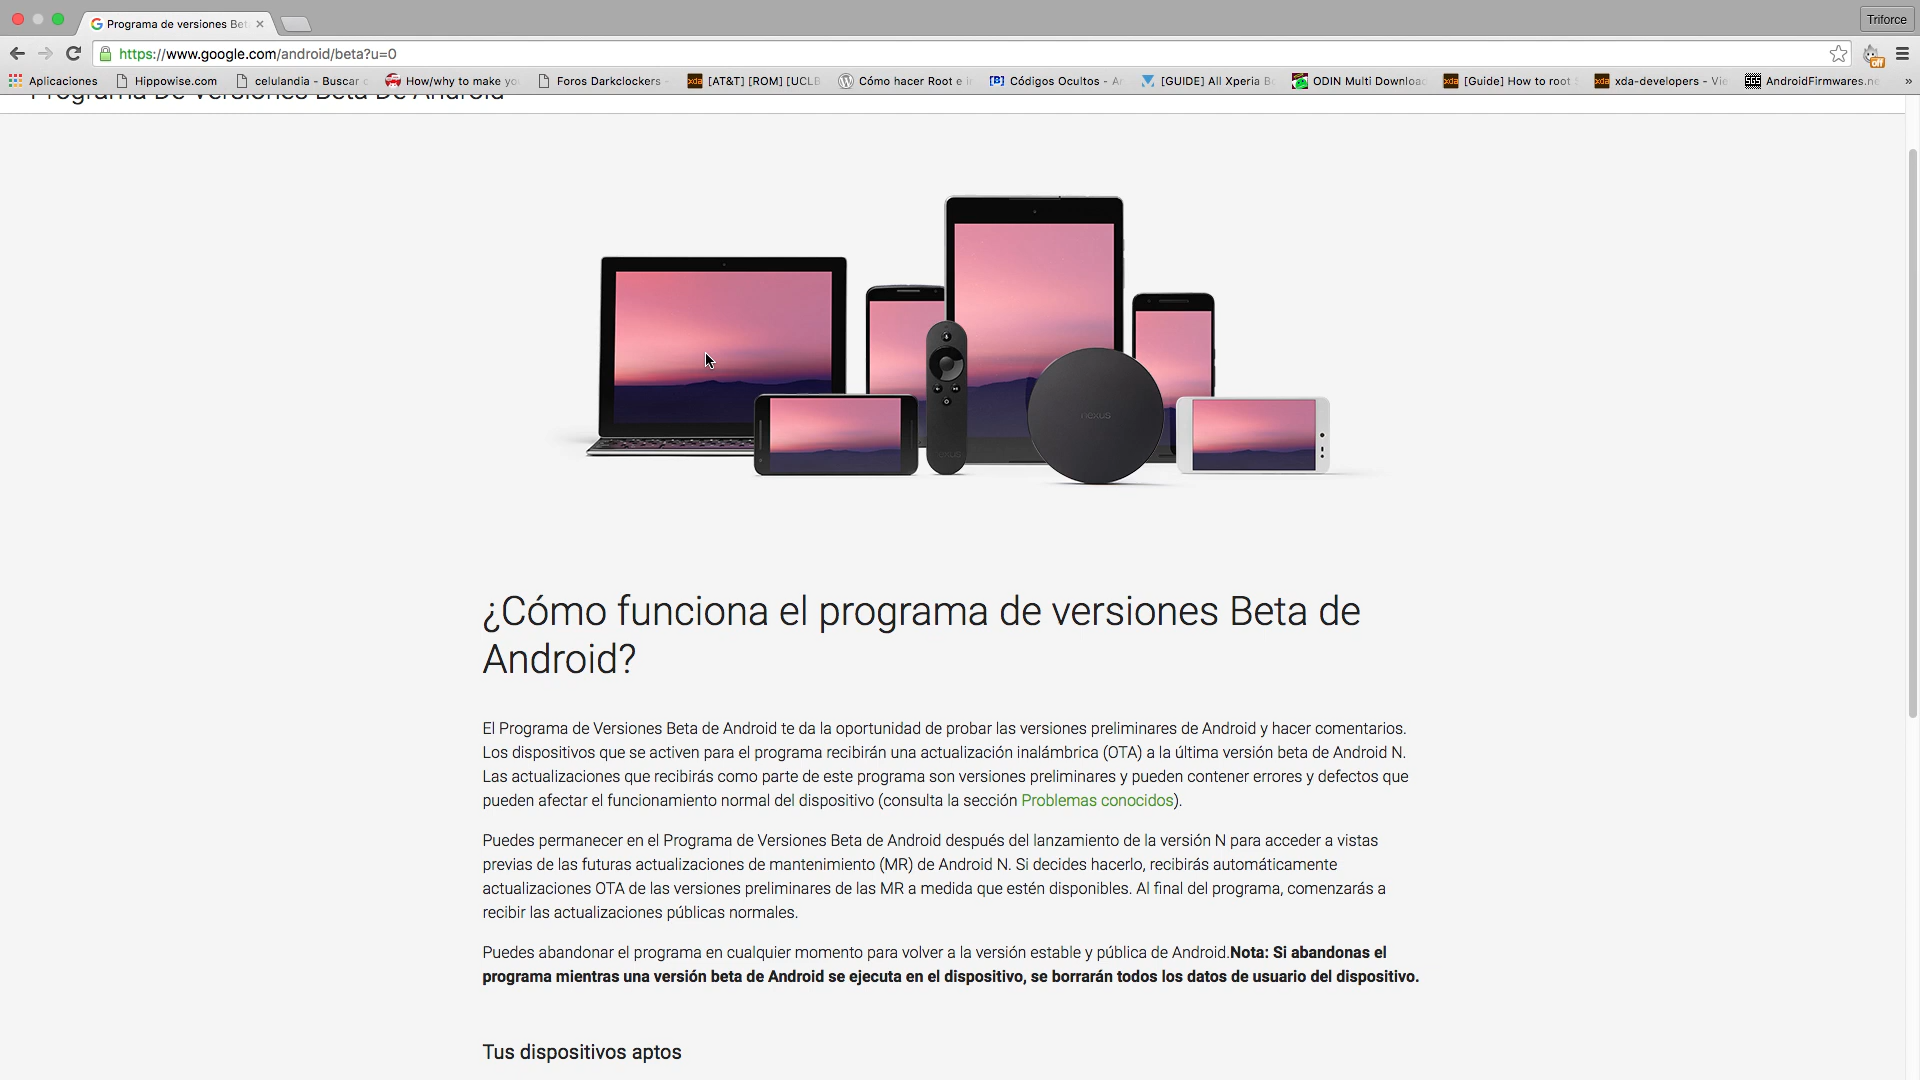 Programa de versiones Bet
Triforce
https://www.google.com/android/beta?u=0
Aplicaciones
Hippowise.com
celulandia - Buscar
How/why to make yo
Foros Darkclockers -
[AT&T] [ROM] [UCLB
Cómo hacer Root e i
Códigos Ocultos - A
[GUIDE] All Xperia B
ODIN Multi Downloa
[Guide] How to root
xda-developers - Vie
AndroidFirmwares.ne
»
Programa De Versiones Beta De Android
nexus
¿Cómo funciona el programa de versiones Beta de
Android?
El Programa de Versiones Beta de Android te da la oportunidad de probar las versiones preliminares de Android y hacer comentarios.
Los dispositivos que se activen para el programa recibirán una actualización inalámbrica (OTA) a la última versión beta de Android N.
Las actualizaciones que recibirás como parte de este programa son versiones preliminares y pueden contener errores y defectos que
pueden afectar el funcionamiento normal del dispositivo (consulta la sección Problemas conocidos).
Puedes permanecer en el Programa de Versiones Beta de Android después del lanzamiento de la versión N para acceder a vistas
previas de las futuras actualizaciones de mantenimiento (MR) de Android N. Si decides hacerlo, recibirás automáticamente
actualizaciones OTA de las versiones preliminares de las MR a medida que estén disponibles. Al final del programa, comenzarás a
recibir las actualizaciones públicas normales.
Puedes abandonar el programa en cualquier momento para volver a la versión estable y pública de Android.Nota: Si abandonas el
programa mientras una versión beta de Android se ejecuta en el dispositivo, se borrarán todos los datos de usuario del dispositivo.
Tus dispositivos aptos